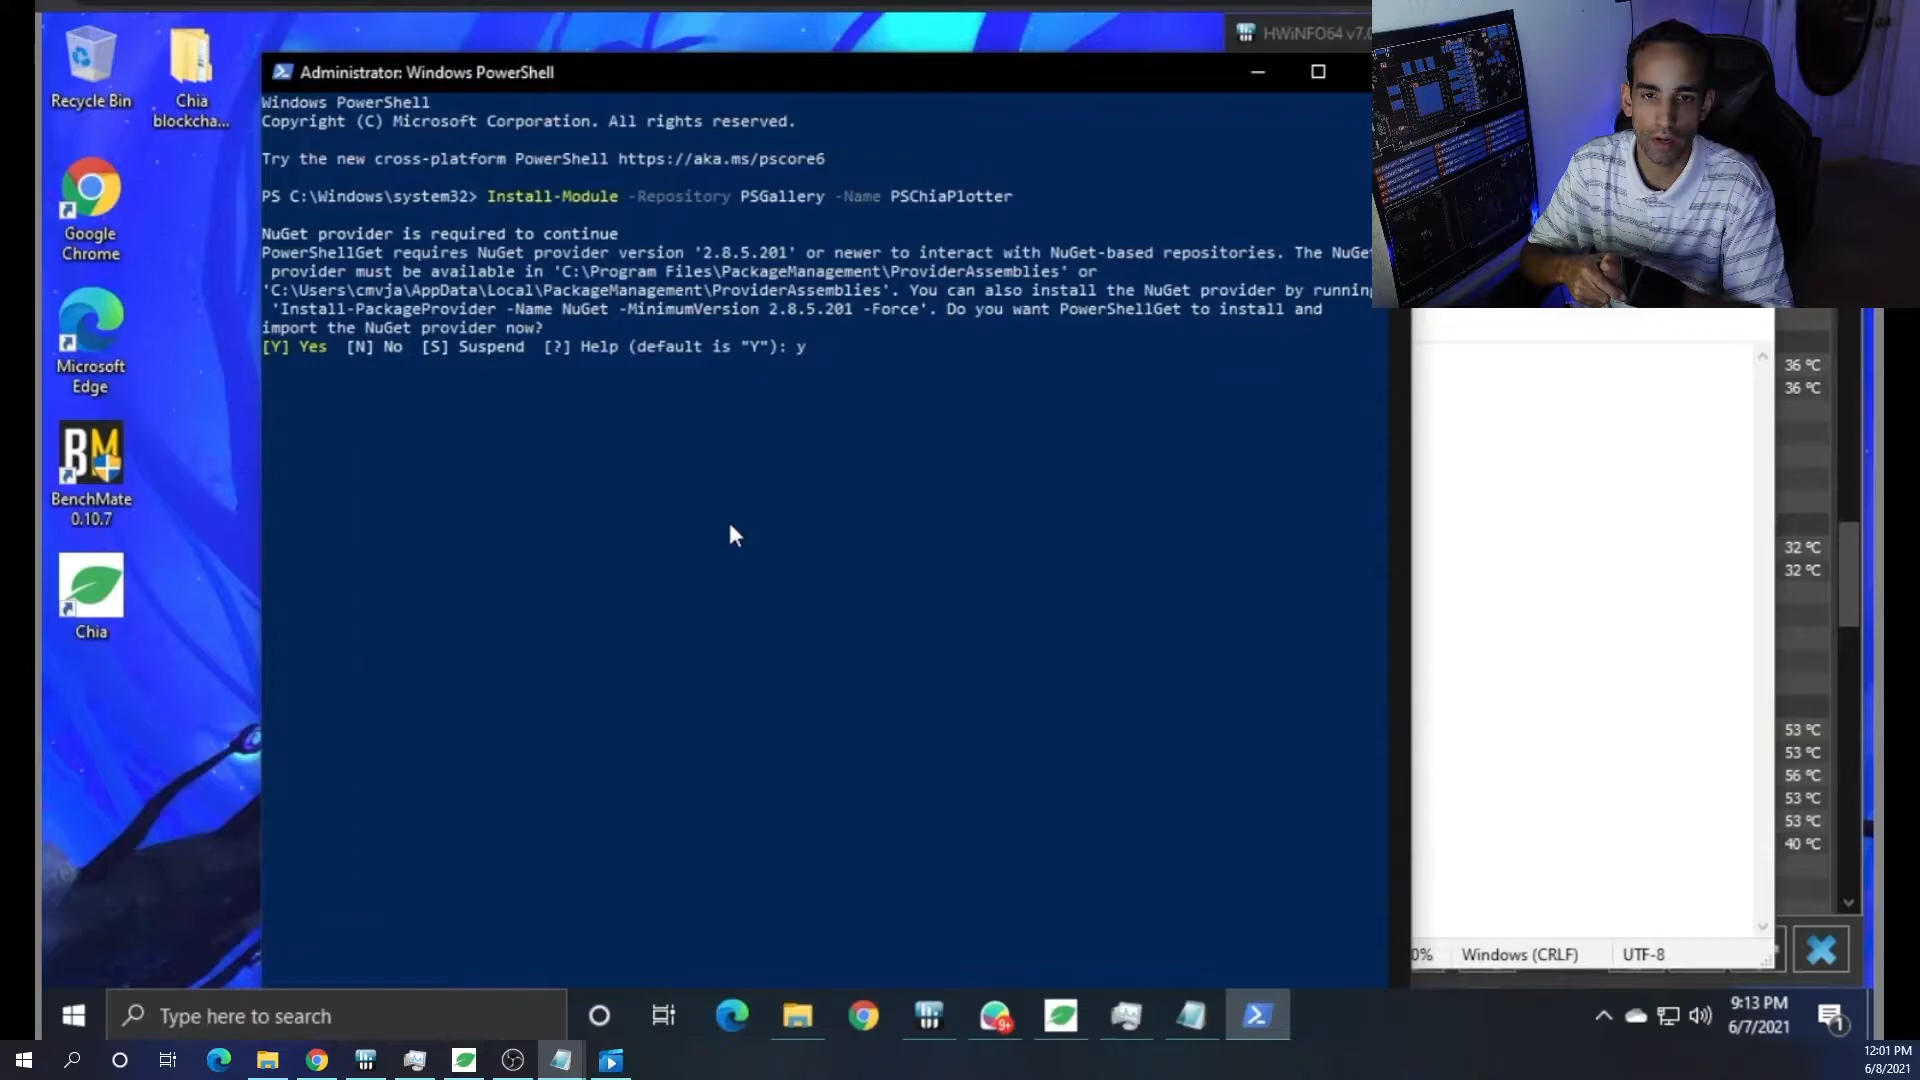 Recycle Bin
Chia
blockcha...
Google
Chrome
Microsoft
Edge
BM
BenchMate
0.10.7
Chia
HWiNFO64 v7.0
Administrator: Windows PowerShell
Windows PowerShell
Copyright (C) Microsoft Corporation. All rights reserved.
Try the new cross-platform PowerShell https://aka.ms/pscore6
PS C:\Windows\system32> Install-Module -Repository PSGallery -Name PSChiaPlotter
NuGet provider is required to continue
PowerShellGet requires NuGet provider version '2.8.5.201' or newer to interact with NuGet-based repositories. The NuGe
provider must be available in 'C:\Program Files\PackageManagement\ProviderAssemblies' or
'C:\Users\cmvja\AppData\Local\PackageManagement\ProviderAssemblies'. You can also install the NuGet provider by runnin
'Install-PackageProvider -Name NuGet -MinimumVersion 2.8.5.201 -Force'. Do you want PowerShellGet to install and
import the NuGet provider now?
[Y] Yes [N] No [S] Suspend [?] Help (default is "Y"): y
36 °C
36 °C
32 °C
32 °C
53 °C
53 °C
56 °C
53 °C
53 °C
40 °C
0% Windows (CRLF) UTF-8
Type here to search
9+
9:13 PM
6/7/2021
1
12:01 PM
6/8/2021